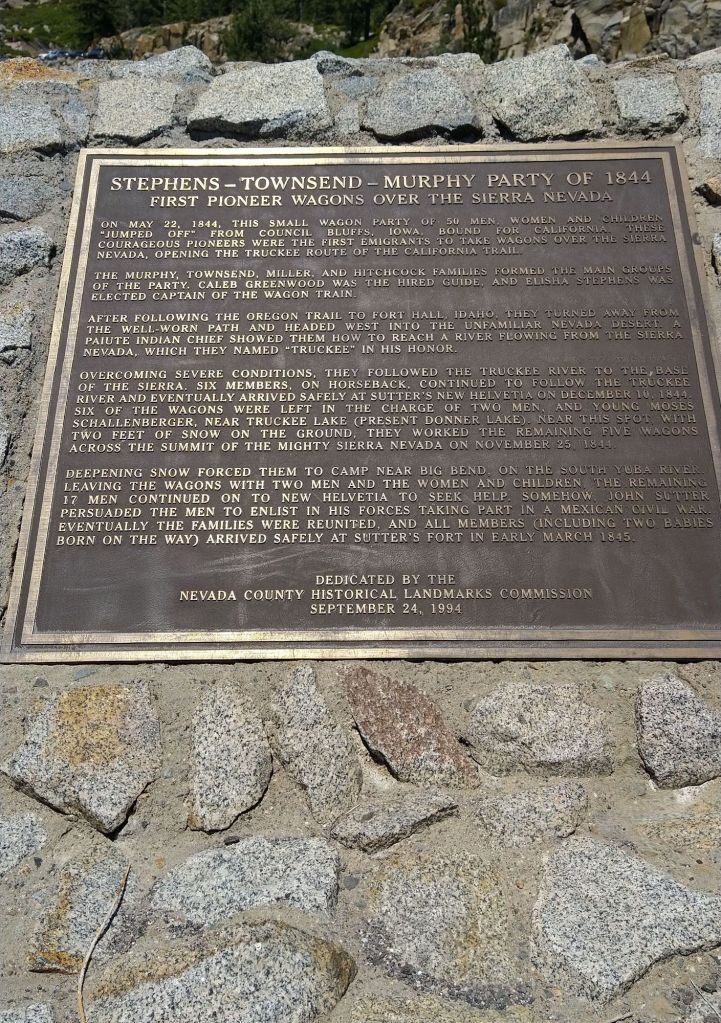 STEPHENS – TOWNSEND – MURPHY PARTY OF 1844
FIRST PIONEER WAGONS OVER THE SIERRA NEVADA
ON MAY 22, 1844, THIS SMALL WAGON PARTY OF 50 MEN, WOMEN AND CHILDREN
"JUMPED OFF" FROM COUNCIL BLUFFS, IOWA, BOUND FOR CALIFORNIA. THESE
COURAGEOUS PIONEERS WERE THE FIRST EMIGRANTS TO TAKE WAGONS OVER THE SIERRA
NEVADA, OPENING THE TRUCKEE ROUTE OF THE CALIFORNIA TRAIL.
THE MURPHY, TOWNSEND, MILLER, AND HITCHCOCK FAMILIES FORMED THE MAIN GROUPS
OF THE PARTY. CALEB GREENWOOD WAS THE HIRED GUIDE, AND ELISHA STEPHENS WAS
ELECTED CAPTAIN OF THE WAGON TRAIN.
AFTER FOLLOWING THE OREGON TRAIL TO FORT HALL, IDAHO, THEY TURNED AWAY FROM
THE WELL-WORN PATH AND HEADED WEST INTO THE UNFAMILIAR NEVADA DESERT. A
PAIUTE INDIAN CHIEF SHOWED THEM HOW TO REACH A RIVER FLOWING FROM THE SIERRA
NEVADA, WHICH THEY NAMED "TRUCKEE" IN HIS HONOR.
OVERCOMING SEVERE CONDITIONS, THEY FOLLOWED THE TRUCKEE RIVER TO THE BASE
OF THE SIERRA. SIX MEMBERS, ON HORSEBACK, CONTINUED TO FOLLOW THE TRUCKEE
RIVER AND EVENTUALLY ARRIVED SAFELY AT SUTTER'S NEW HELVETIA ON DECEMBER 10, 1844.
SIX OF THE WAGONS WERE LEFT IN THE CHARGE OF TWO MEN, AND YOUNG MOSES
SCHALLENBERGER, NEAR TRUCKEE LAKE (PRESENT DONNER LAKE). NEAR THIS SPOT, WITH
TWO FEET OF SNOW ON THE GROUND, THEY WORKED THE REMAINING FIVE WAGONS
ACROSS THE SUMMIT OF THE MIGHTY SIERRA NEVADA ON NOVEMBER 25, 1844.
DEEPENING SNOW FORCED THEM TO CAMP NEAR BIG BEND, ON THE SOUTH YUBA RIVER.
LEAVING THE WAGONS WITH TWO MEN AND THE WOMEN AND CHILDREN, THE REMAINING
17 MEN CONTINUED ON TO NEW HELVETIA TO SEEK HELP. SOMEHOW, JOHN SUTTER
PERSUADED THE MEN TO ENLIST IN HIS FORCES TAKING PART IN A MEXICAN CIVIL WAR.
EVENTUALLY THE FAMILIES WERE REUNITED, AND ALL MEMBERS (INCLUDING TWO BABIES
BORN ON THE WAY) ARRIVED SAFELY AT SUTTER'S FORT IN EARLY MARCH 1845.
DEDICATED BY THE
NEVADA COUNTY HISTORICAL LANDMARKS COMMISSION
SEPTEMBER 24, 1994